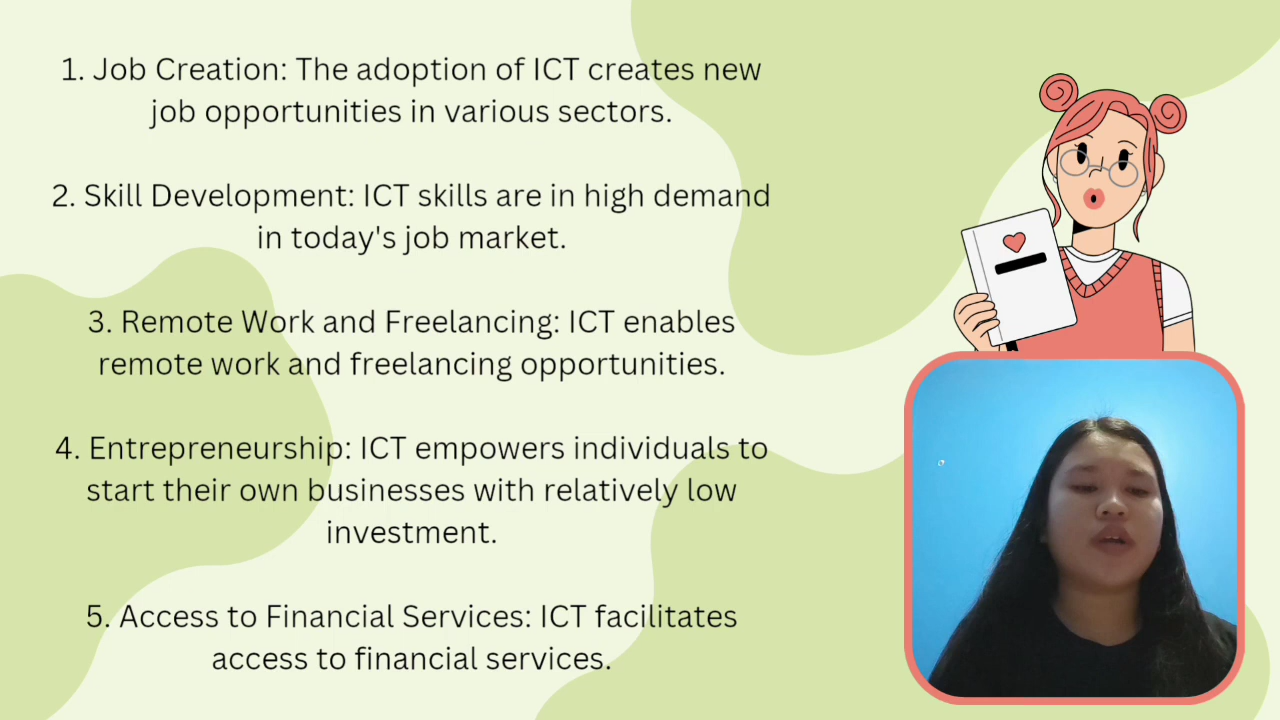 1. Job Creation: The adoption of ICT creates new
job opportunities in various sectors.
2. Skill Development: ICT skills are in high demand
in today's job market.
3. Remote Work and Freelancing: ICT enables
remote work and freelancing opportunities.
4. Entrepreneurship: ICT empowers individuals to
start their own businesses with relatively low
investment.
5. Access to Financial Services: ICT facilitates
access to financial services.